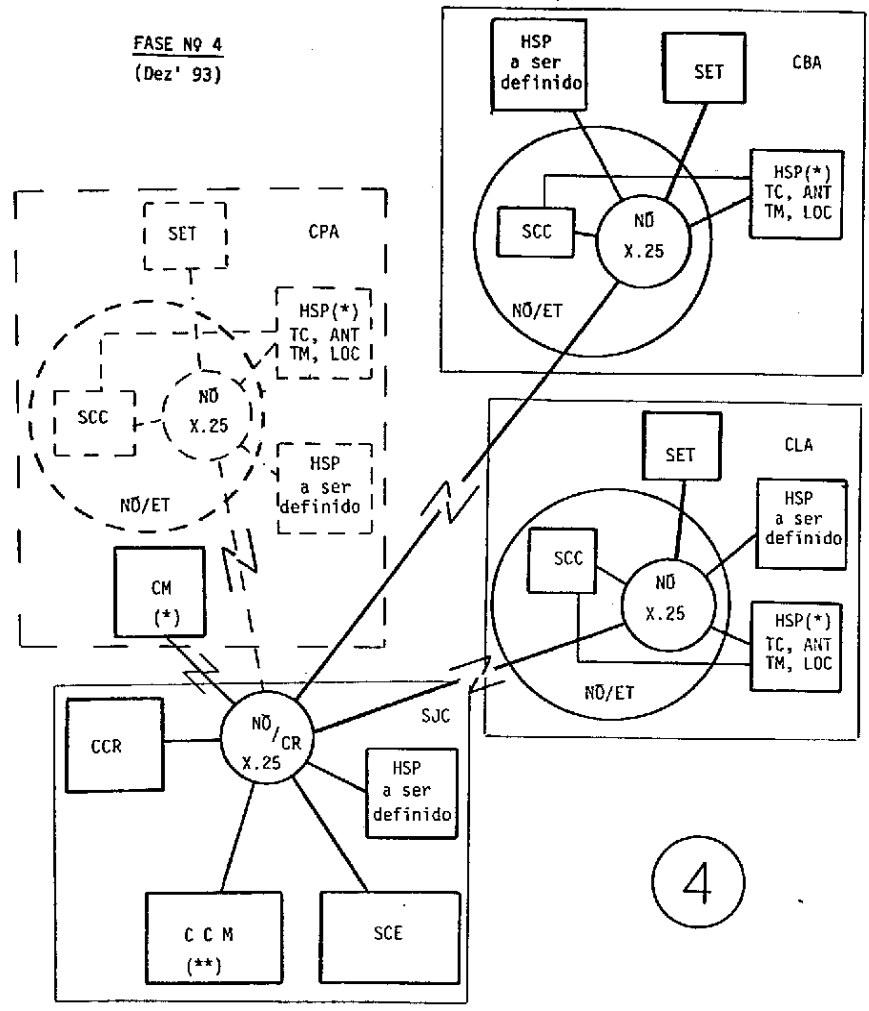 FASE Nº 4
(Dez' 93)
HSP
a ser
definido
SET
CBA
HSP(*)
TC, ANT
TM, LOC
SCC
NÓ
X.25
NÓ/ET
SET
CPA
HSP(*)
TC, ANT
TM, LOC
SCC
NÓ
X.25
HSP
a ser
definido
NÓ/ET
SET
CLA
HSP
a ser
definido
SCC
NÓ
X.25
HSP(*)
TC, ANT
TM, LOC
NÓ/ET
CM
(*)
SJC
CCR
NÓ/CR
X.25
HSP
a ser
definido
C C M
(**)
SCE
4